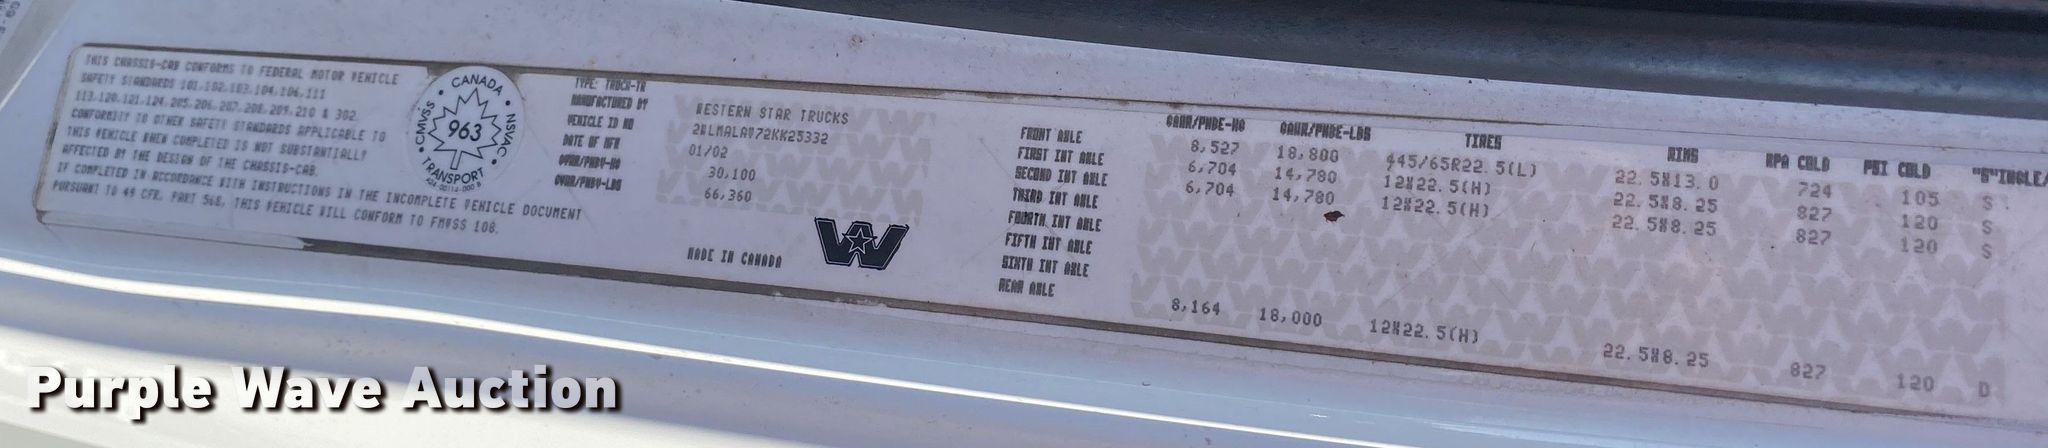 THIS CHASSIS-CAB CONFORMS TO FEDERAL MOTOR VEHICLE
SAFETY STANDARDS 101,102,103,104,106,111
113,120,121,124,205,206,207,208,209,210 & 302.
CONFORMITY TO OTHER SAFETY STANDARDS APPLICABLE TO
THIS VEHICLE WHEN COMPLETED IS NOT SUBSTANTIALLY
AFFECTED BY THE DESIGN OF THE CHASSIS-CAB.
IF COMPLETED IN ACCORDANCE WITH INSTRUCTIONS IN THE INCOMPLETE VEHICLE DOCUMENT
PURSUANT TO 49 CFR. PART 568, THIS VEHICLE WILL CONFORM TO FMVSS 108.
CANADA
CMVSS • NSVAC
963
TRANSPORT
TYPE: TRUCK-TR
MANUFACTURED BY WESTERN STAR TRUCKS
VEHICLE ID NO 2WLMALAV72KK25332
DATE OF MFR 01/02
GVWR/PNBV-KG 30,100
GVWR/PNBV-LBS 66,360
MADE IN CANADA
GAWR/PNBE-KG GAWR/PNBE-LBS TIRES RIMS KPA COLD PSI COLD "S"INGLE/
FRONT AXLE 8,527 18,800 445/65R22.5(L) 22.5X13.0 724 105 S
FIRST INT AXLE 6,704 14,780 12X22.5(H) 22.5X8.25 827 120 S
SECOND INT AXLE 6,704 14,780 12X22.5(H) 22.5X8.25 827 120 S
THIRD INT AXLE
FOURTH INT AXLE
FIFTH INT AXLE
SIXTH INT AXLE
REAR AXLE 8,164 18,000 12X22.5(H) 22.5X8.25 827 120 D
Purple Wave Auction